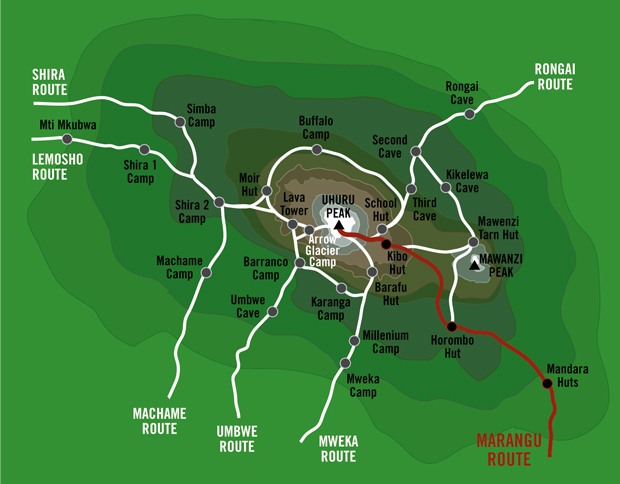 SHIRA
ROUTE
RONGAI
ROUTE
Rongai
Cave
Simba
Camp
Mti Mkubwa
Buffalo
Camp
Second
Cave
LEMOSHO
ROUTE
Shira 1
Camp
Moir
Hut
Kikelewa
Cave
Shira 2
Camp
Lava
Tower
UHURU
PEAK
School
Hut
Third
Cave
Mawenzi
Tarn Hut
Arrow
Glacier
Camp
Kibo
Hut
MAWANZI
PEAK
Machame
Camp
Barranco
Camp
Barafu
Hut
Umbwe
Cave
Karanga
Camp
Millenium
Camp
Horombo
Hut
Mweka
Camp
Mandara
Huts
MACHAME
ROUTE
UMBWE
ROUTE
MWEKA
ROUTE
MARANGU
ROUTE